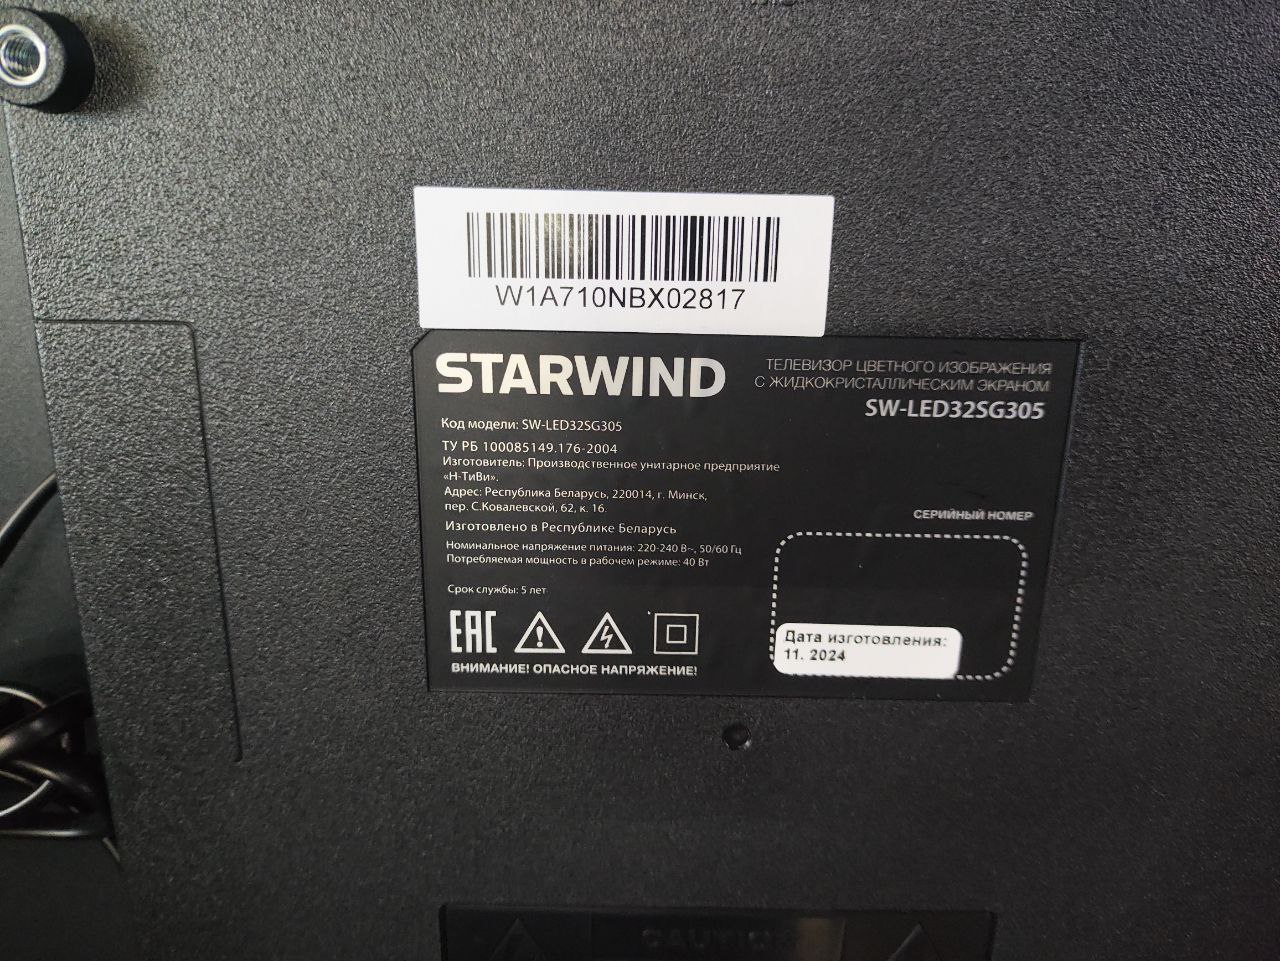 W1A710NBX02817
STARWIND
ТЕЛЕВИЗОР ЦВЕТНОГО ИЗОБРАЖЕНИЯ
С ЖИДКОКРИСТАЛЛИЧЕСКИМ ЭКРАНОМ
SW-LED32SG305
Код модели: SW-LED32SG305
ТУ РБ 100085149.176-2004
Изготовитель: Производственное унитарное предприятие
«Н-ТиВи».
Адрес: Республика Беларусь, 220014, г. Минск,
пер. С.Ковалевской, 62, к. 16.
Изготовлено в Республике Беларусь
Номинальное напряжение питания: 220-240 В~, 50/60 Гц
Потребляемая мощность в рабочем режиме: 40 Вт
Срок службы: 5 лет
EAC
ВНИМАНИЕ! ОПАСНОЕ НАПРЯЖЕНИЕ!
СЕРИЙНЫЙ НОМЕР
Дата изготовления:
11. 2024
CAUTION